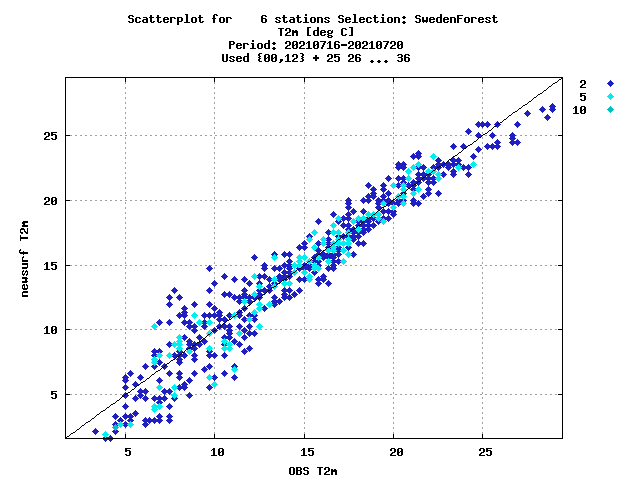 Scatterplot for    6 stations Selection: SwedenForest
T2m [deg C]
Period: 20210716-20210720
Used {00,12} + 25 26 ... 36
2
5
10
25
20
15
10
5
newsurf T2m
5 10 15 20 25
OBS T2m